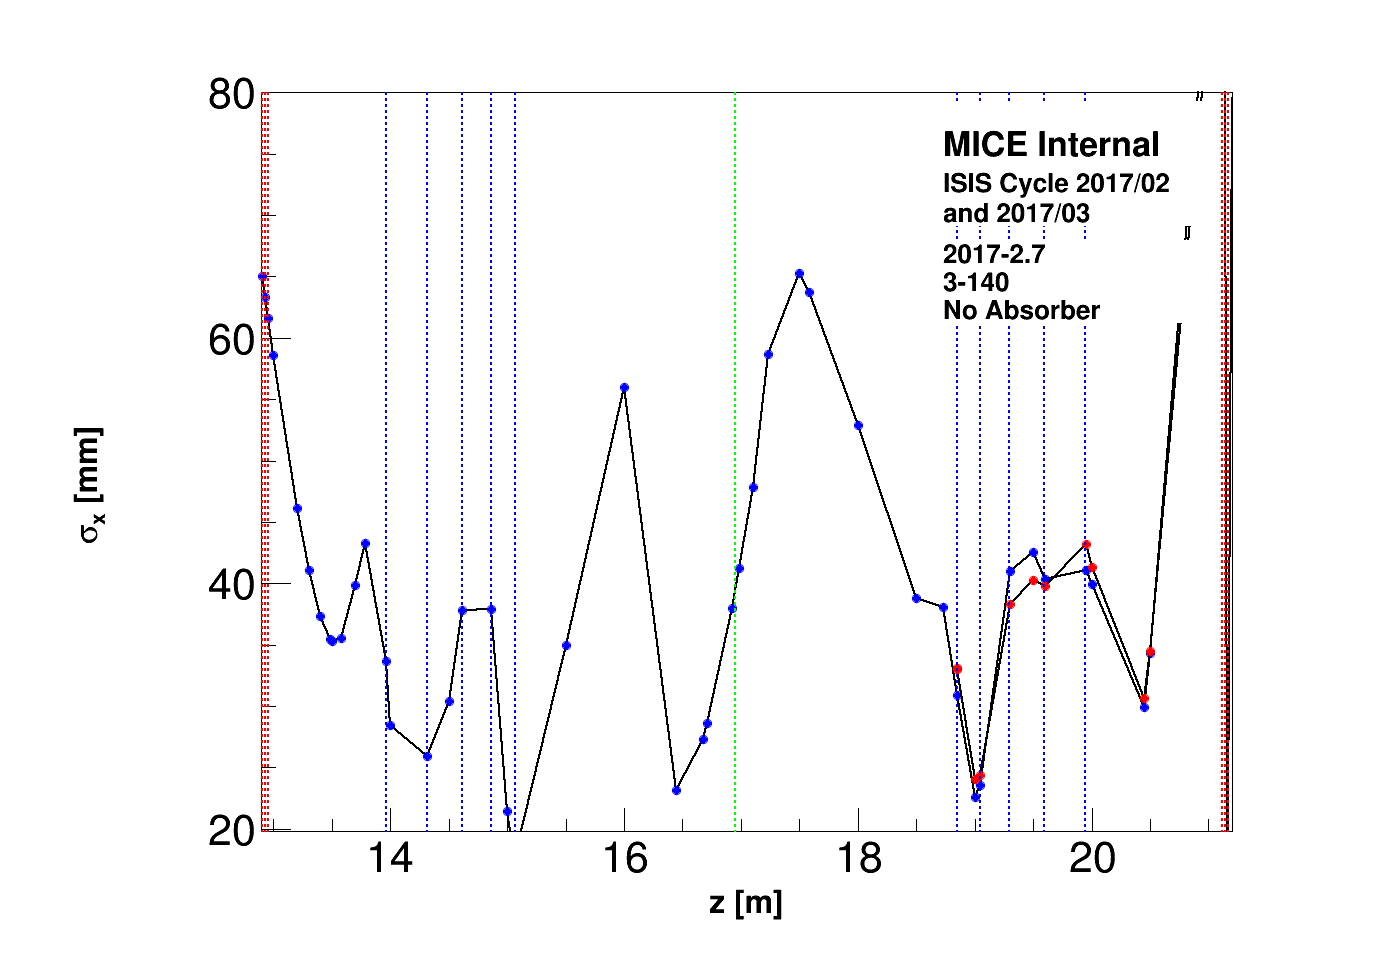 80
60
40
20
σx [mm]
MICE Internal
ISIS Cycle 2017/02
and 2017/03
2017-2.7
3-140
No Absorber
14 16 18 20
z [m]